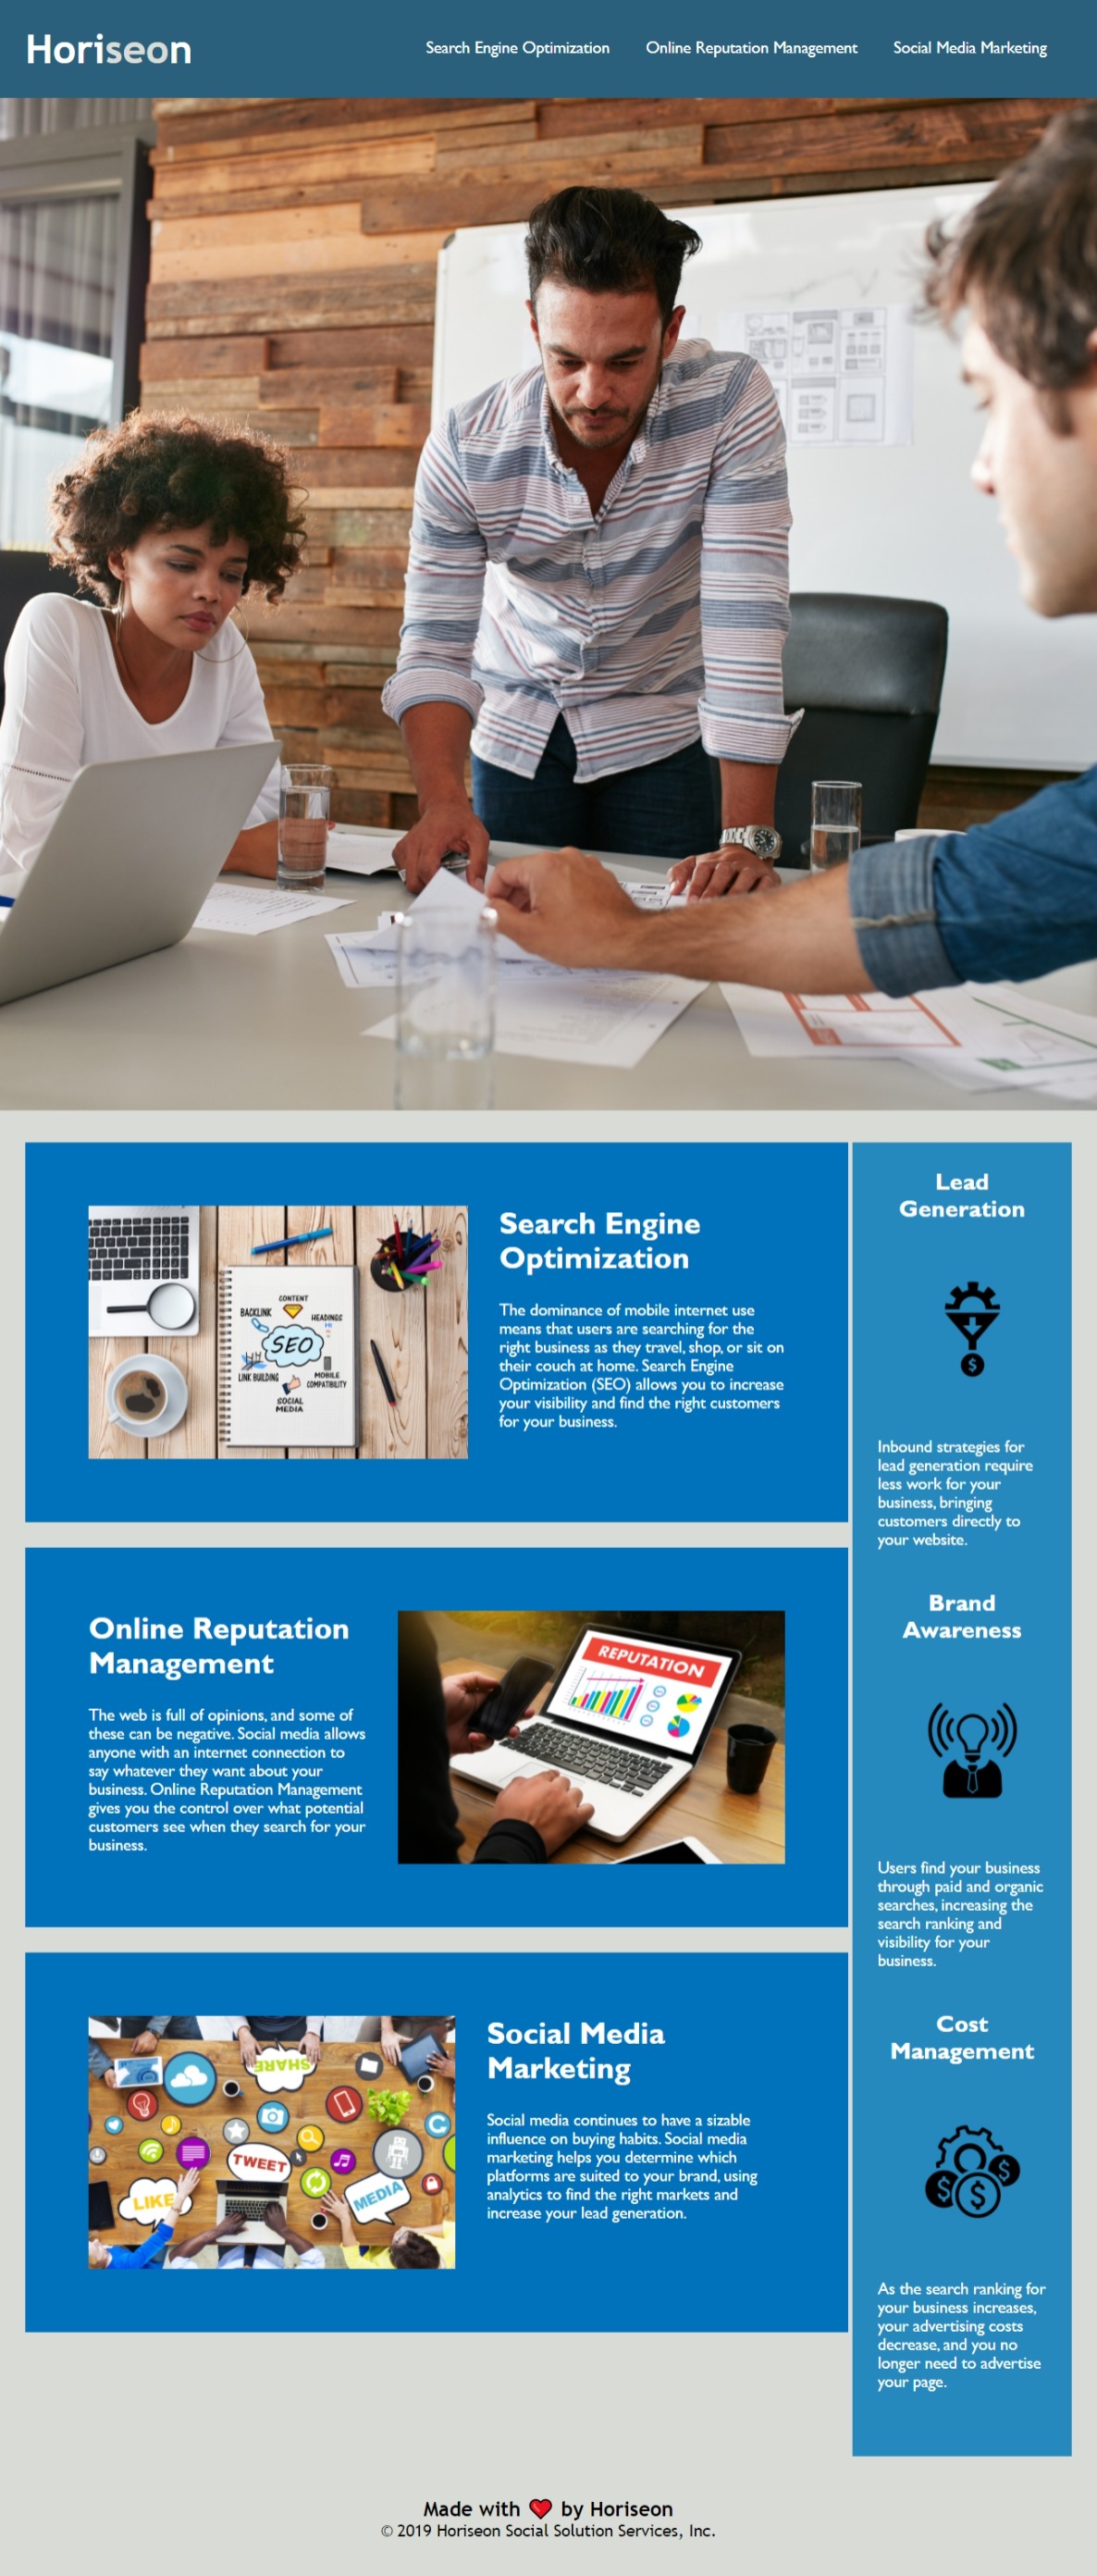 Horiseon
Search Engine Optimization
Online Reputation Management
Social Media Marketing
Search Engine
Optimization
The dominance of mobile internet use
means that users are searching for the
right business as they travel, shop, or sit on
their couch at home. Search Engine
Optimization (SEO) allows you to increase
your visibility and find the right customers
for your business.
CONTENT
BACKLINK
HEADINGS
SEO
LINK BUILDING
MOBILE
COMPATIBILITY
SOCIAL
MEDIA
Online Reputation
Management
The web is full of opinions, and some of
these can be negative. Social media allows
anyone with an internet connection to
say whatever they want about your
business. Online Reputation Management
gives you the control over what potential
customers see when they search for your
business.
REPUTATION
Social Media
Marketing
Social media continues to have a sizable
influence on buying habits. Social media
marketing helps you determine which
platforms are suited to your brand, using
analytics to find the right markets and
increase your lead generation.
SHARE
TWEET
LIKE
MEDIA
Lead
Generation
$
Inbound strategies for
lead generation require
less work for your
business, bringing
customers directly to
your website.
Brand
Awareness
Users find your business
through paid and organic
searches, increasing the
search ranking and
visibility for your
business.
Cost
Management
$ $ $
As the search ranking for
your business increases,
your advertising costs
decrease, and you no
longer need to advertise
your page.
Made with ❤️ by Horiseon
© 2019 Horiseon Social Solution Services, Inc.